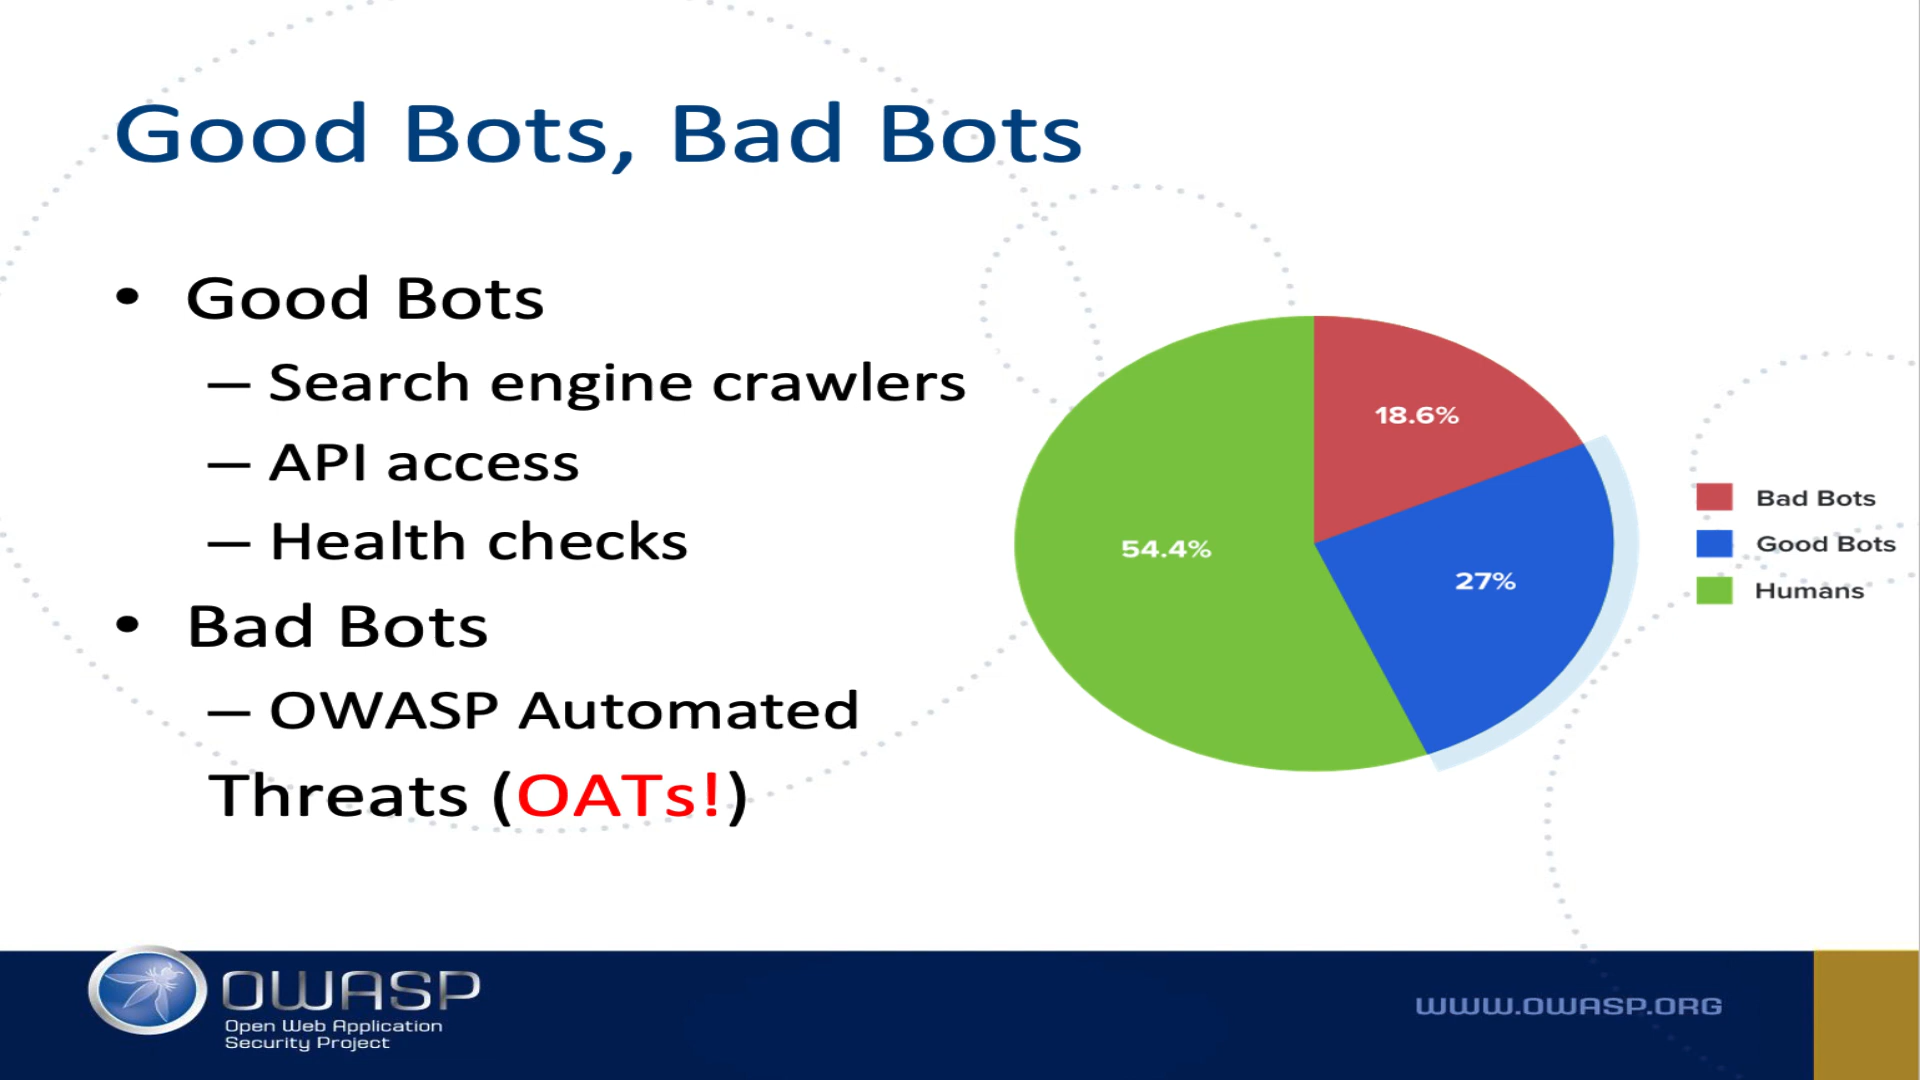 Good Bots, Bad Bots
• Good Bots
– Search engine crawlers
– API access
– Health checks
• Bad Bots
– OWASP Automated
Threats (OATs!)
18.6%
54.4%
27%
Bad Bots
Good Bots
Humans
OWASP
Open Web Application
Security Project
WWW.OWASP.ORG